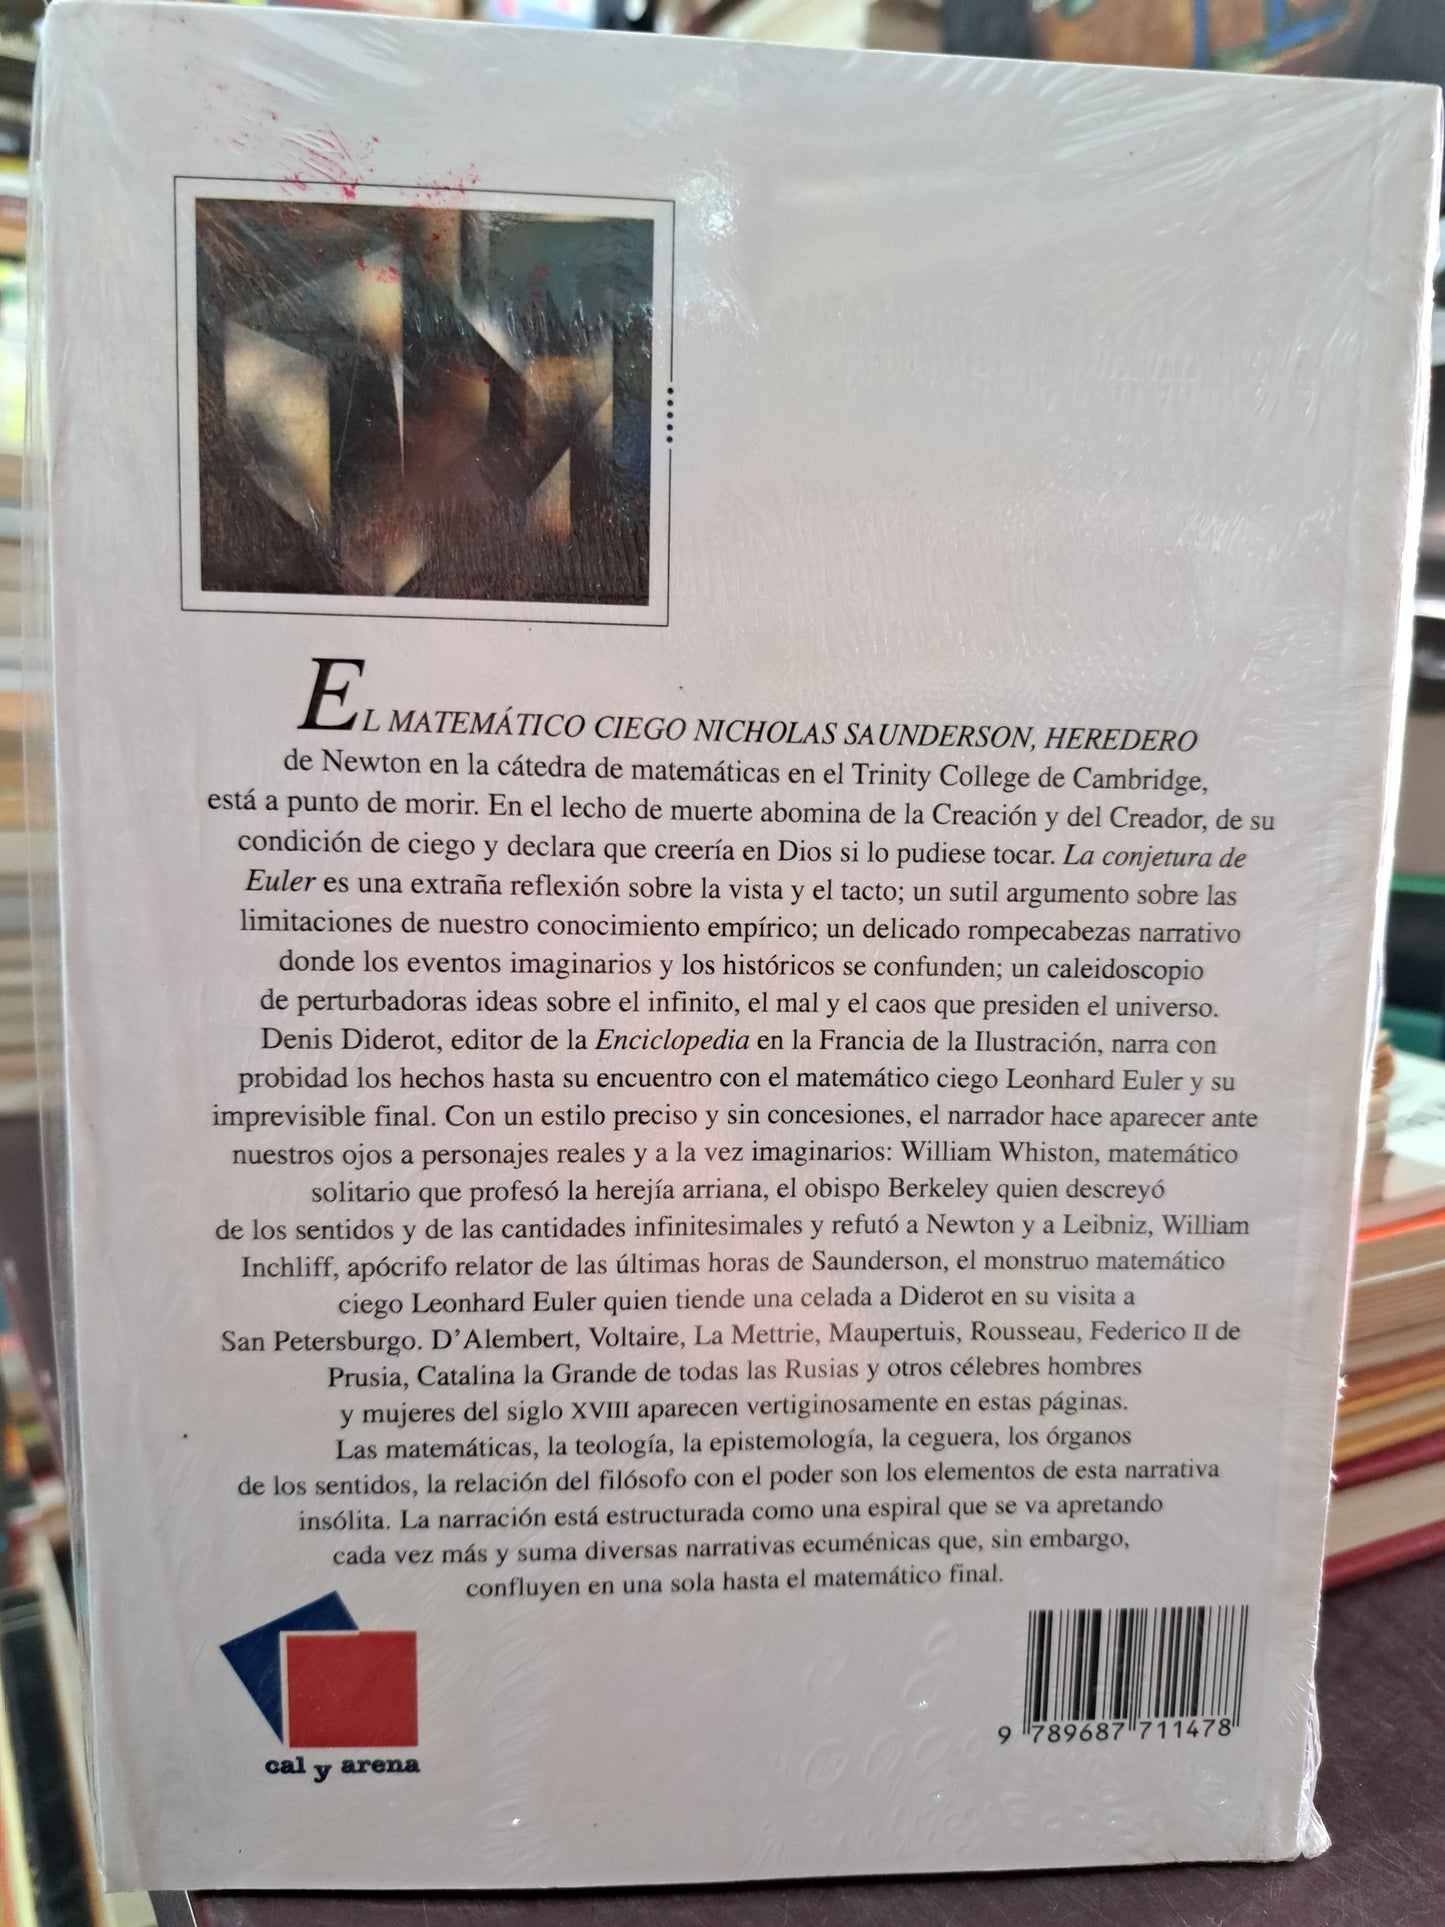 EL MATEMÁTICO CIEGO NICHOLAS SAUNDERSON, HEREDERO
de Newton en la cátedra de matemáticas en el Trinity College de Cambridge,
está a punto de morir. En el lecho de muerte abomina de la Creación y del Creador, de su
condición de ciego y declara que creería en Dios si lo pudiese tocar. La conjetura de
Euler es una extraña reflexión sobre la vista y el tacto; un sutil argumento sobre las
limitaciones de nuestro conocimiento empírico; un delicado rompecabezas narrativo
donde los eventos imaginarios y los históricos se confunden; un caleidoscopio
de perturbadoras ideas sobre el infinito, el mal y el caos que presiden el universo.
Denis Diderot, editor de la Enciclopedia en la Francia de la Ilustración, narra con
probidad los hechos hasta su encuentro con el matemático ciego Leonhard Euler y su
imprevisible final. Con un estilo preciso y sin concesiones, el narrador hace aparecer ante
nuestros ojos a personajes reales y a la vez imaginarios: William Whiston, matemático
solitario que profesó la herejía arriana, el obispo Berkeley quien descreyó
de los sentidos y de las cantidades infinitesimales y refutó a Newton y a Leibniz, William
Inchliff, apócrifo relator de las últimas horas de Saunderson, el monstruo matemático
ciego Leonhard Euler quien tiende una celada a Diderot en su visita a
San Petersburgo. D'Alembert, Voltaire, La Mettrie, Maupertuis, Rousseau, Federico II de
Prusia, Catalina la Grande de todas las Rusias y otros célebres hombres
y mujeres del siglo XVIII aparecen vertiginosamente en estas páginas.
Las matemáticas, la teología, la epistemología, la ceguera, los órganos
de los sentidos, la relación del filósofo con el poder son los elementos de esta narrativa
insólita. La narración está estructurada como una espiral que se va apretando
cada vez más y suma diversas narrativas ecuménicas que, sin embargo,
confluyen en una sola hasta el matemático final.
cal y arena
9 789687 711478